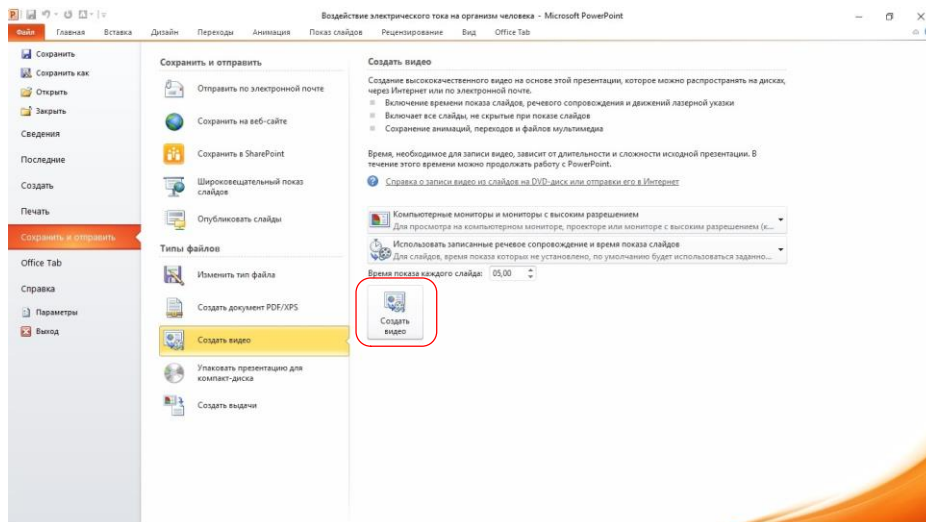 Воздействие электрического тока на организм человека - Microsoft PowerPoint
Файл Главная Вставка Дизайн Переходы Анимация Показ слайдов Рецензирование Вид Office Tab
Сохранить
Сохранить как
Открыть
Закрыть
Сведения
Последние
Создать
Печать
Сохранить и отправить
Office Tab
Справка
Параметры
Выход
Сохранить и отправить
Отправить по электронной почте
Сохранить на веб-сайте
Сохранить в SharePoint
Широковещательный показ
слайдов
Опубликовать слайды
Типы файлов
Изменить тип файла
Создать документ PDF/XPS
Создать видео
Упаковать презентацию для
компакт-диска
Создать выдачи
Создать видео
Создание высококачественного видео на основе этой презентации, которое можно распространять на дисках,
через Интернет или по электронной почте.
Включение времени показа слайдов, речевого сопровождения и движений лазерной указки
Включает все слайды, не скрытые при показе слайдов
Сохранение анимаций, переходов и файлов мультимедиа
Время, необходимое для записи видео, зависит от длительности и сложности исходной презентации. В
течение этого времени можно продолжать работу с PowerPoint.
Справка о записи видео из слайдов на DVD-диск или отправки его в Интернет
Компьютерные мониторы и мониторы с высоким разрешением
Для просмотра на компьютерном мониторе, проекторе или мониторе с высоким разрешением (к...
Использовать записанные речевое сопровождение и время показа слайдов
Для слайдов, время показа которых не установлено, по умолчанию будет использоваться заданно...
Время показа каждого слайда: 05,00
Создать
видео